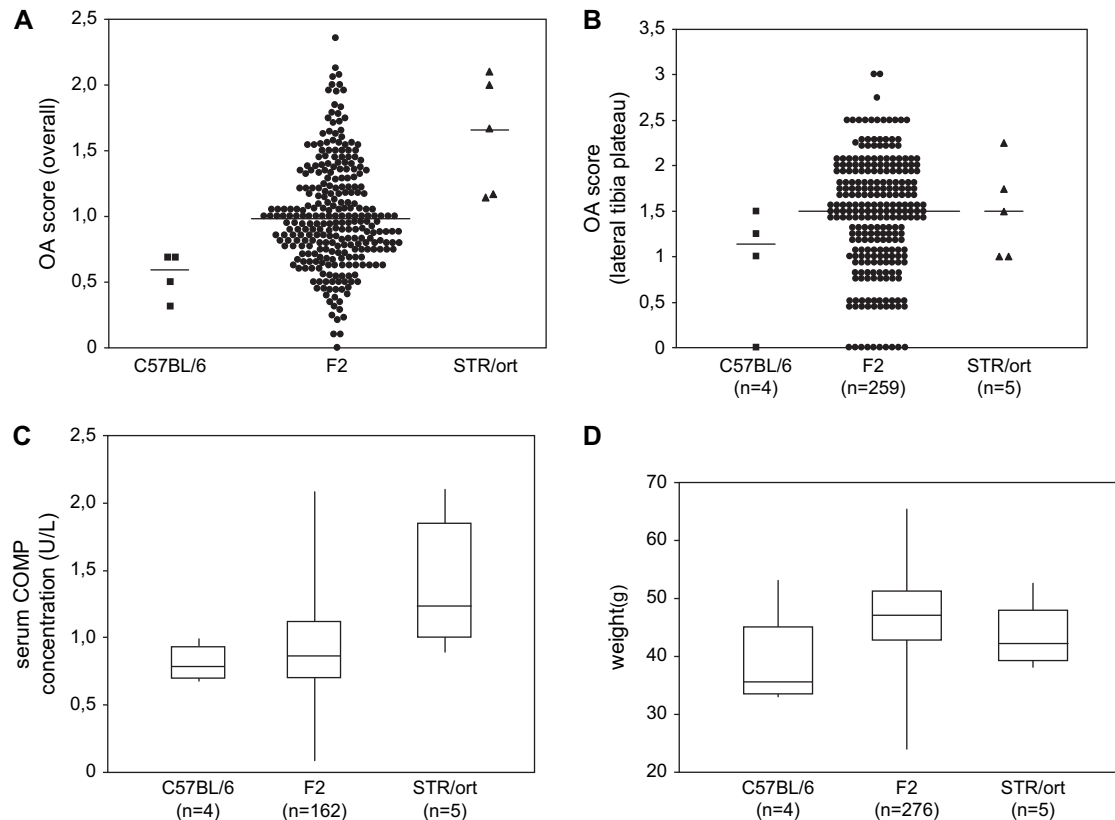 A
OA score (overall)
2,5
2,0
1,5
1,0
0,5
0
C57BL/6
F2
STR/ort
B
OA score
(lateral tibia plateau)
3,5
3,0
2,5
2,0
1,5
1,0
0,5
0
C57BL/6
(n=4)
F2
(n=259)
STR/ort
(n=5)
C
serum COMP
concentration (U/L)
2,5
2,0
1,5
1,0
0,5
0
C57BL/6
(n=4)
F2
(n=162)
STR/ort
(n=5)
D
weight(g)
70
60
50
40
30
20
C57BL/6
(n=4)
F2
(n=276)
STR/ort
(n=5)